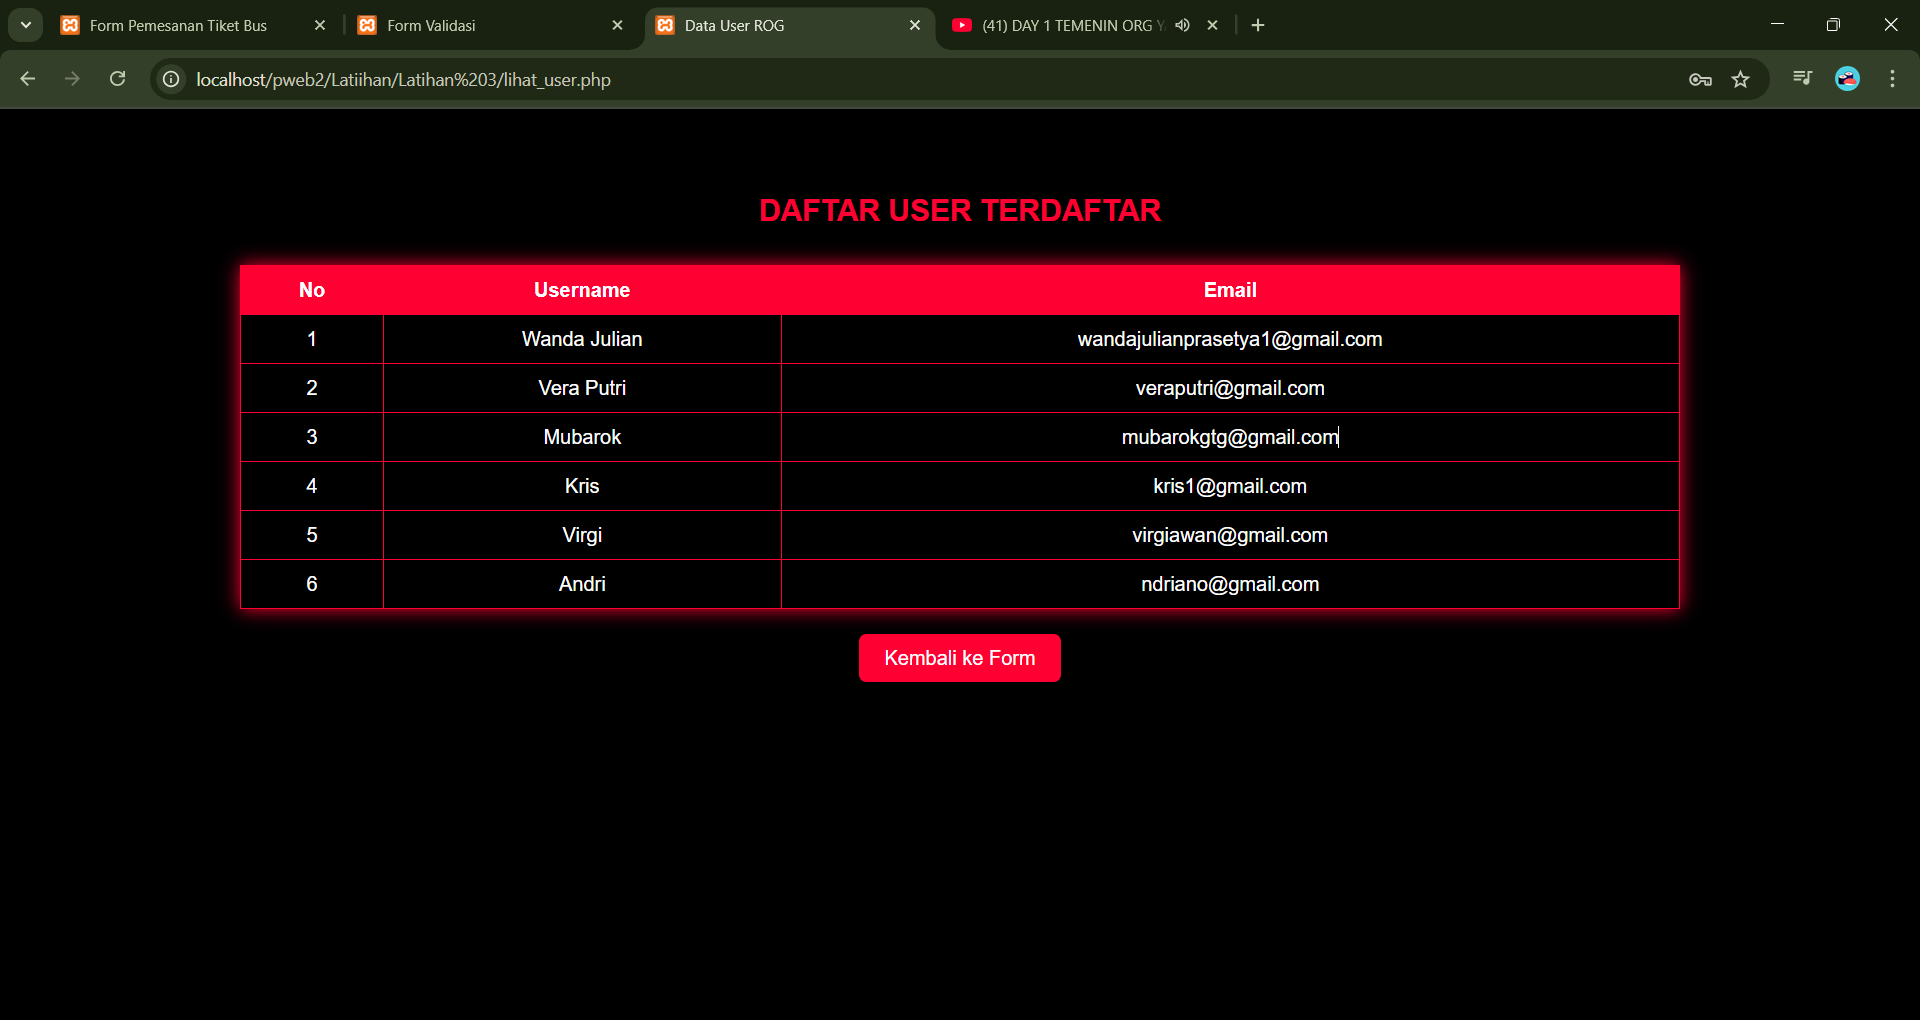 Form Pemesanan Tiket Bus
Form Validasi
Data User ROG
(41) DAY 1 TEMENIN ORG
localhost/pweb2/Latiihan/Latihan%203/lihat_user.php
DAFTAR USER TERDAFTAR
No Username Email
1 Wanda Julian wandajulianprasetya1@gmail.com
2 Vera Putri veraputri@gmail.com
3 Mubarok mubarokgtg@gmail.com
4 Kris kris1@gmail.com
5 Virgi virgiawan@gmail.com
6 Andri ndriano@gmail.com
Kembali ke Form